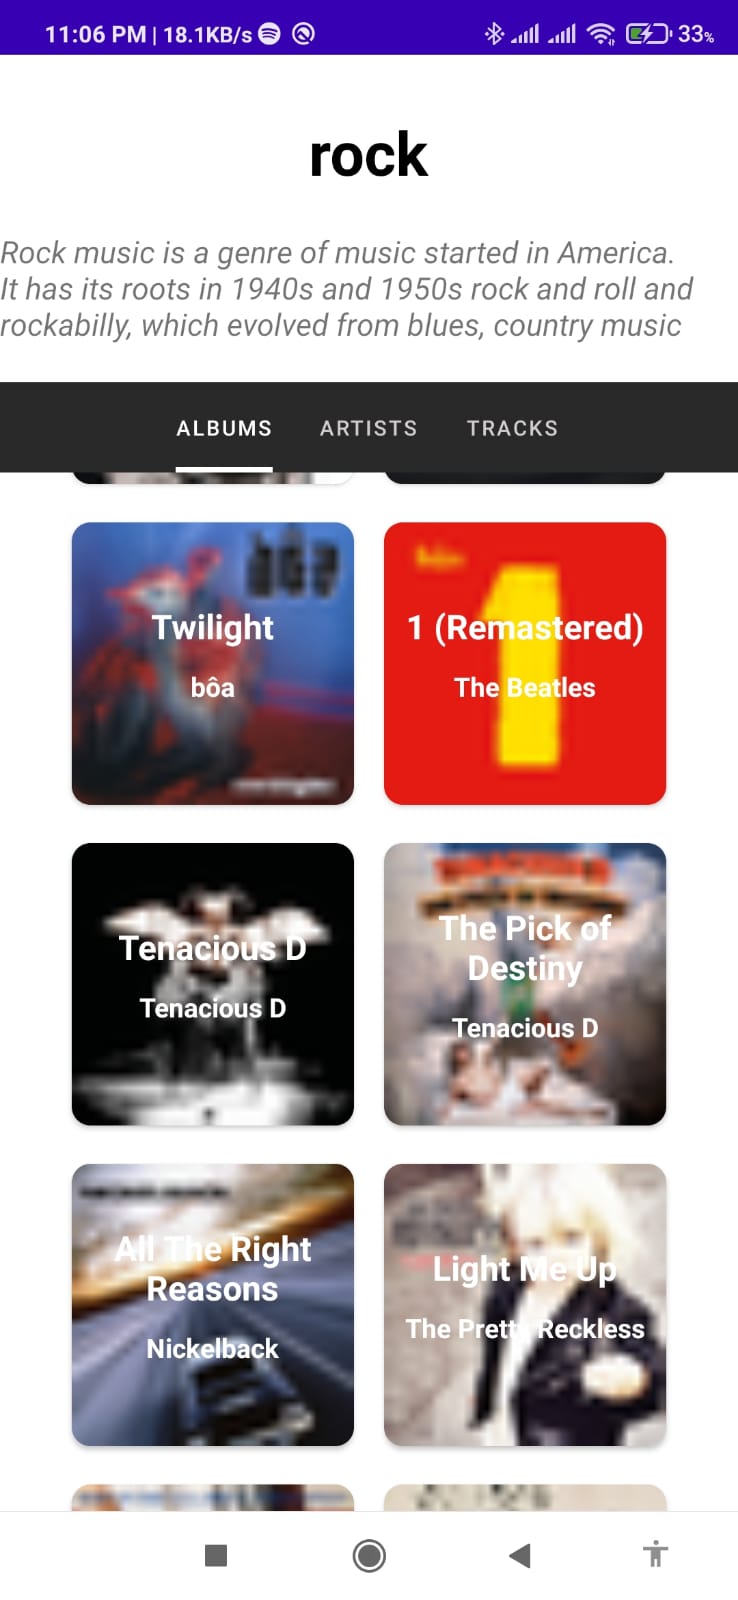 11:06 PM | 18.1KB/s
33%
rock
Rock music is a genre of music started in America.
It has its roots in 1940s and 1950s rock and roll and
rockabilly, which evolved from blues, country music
ALBUMS ARTISTS TRACKS
Twilight
bôa
1 (Remastered)
The Beatles
Tenacious D
Tenacious D
The Pick of
Destiny
Tenacious D
All The Right
Reasons
Nickelback
Light Me Up
The Pretty Reckless